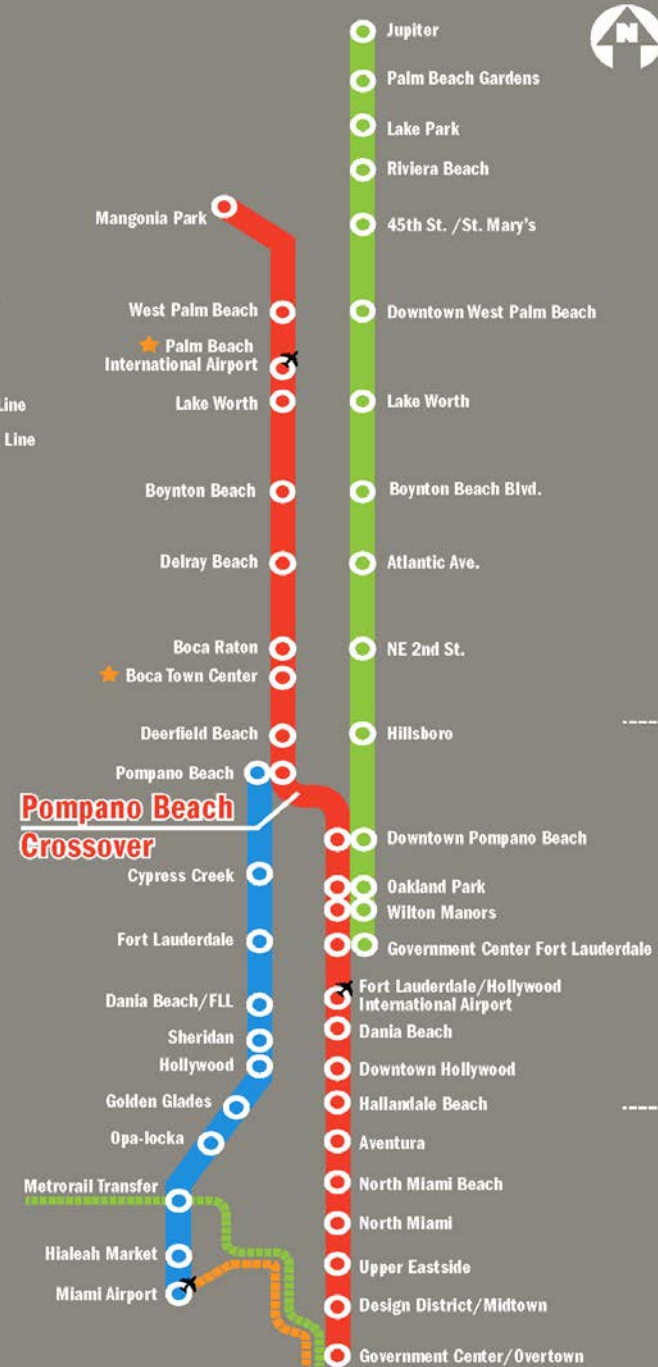 N
Jupiter
Palm Beach Gardens
Lake Park
Riviera Beach
Mangonia Park
45th St. /St. Mary's
West Palm Beach
Downtown West Palm Beach
Palm Beach
International Airport
Lake Worth
Lake Worth
Line
Line
Boynton Beach
Boynton Beach Blvd.
Delray Beach
Atlantic Ave.
Boca Raton
NE 2nd St.
Boca Town Center
Deerfield Beach
Hillsboro
Pompano Beach
Pompano Beach
Crossover
Downtown Pompano Beach
Cypress Creek
Oakland Park
Wilton Manors
Fort Lauderdale
Government Center Fort Lauderdale
Dania Beach/FLL
Fort Lauderdale/Hollywood
International Airport
Sheridan
Dania Beach
Hollywood
Downtown Hollywood
Golden Glades
Hallandale Beach
Opa-locka
Aventura
Metrorail Transfer
North Miami Beach
North Miami
Hialeah Market
Upper Eastside
Miami Airport
Design District/Midtown
Government Center/Overtown